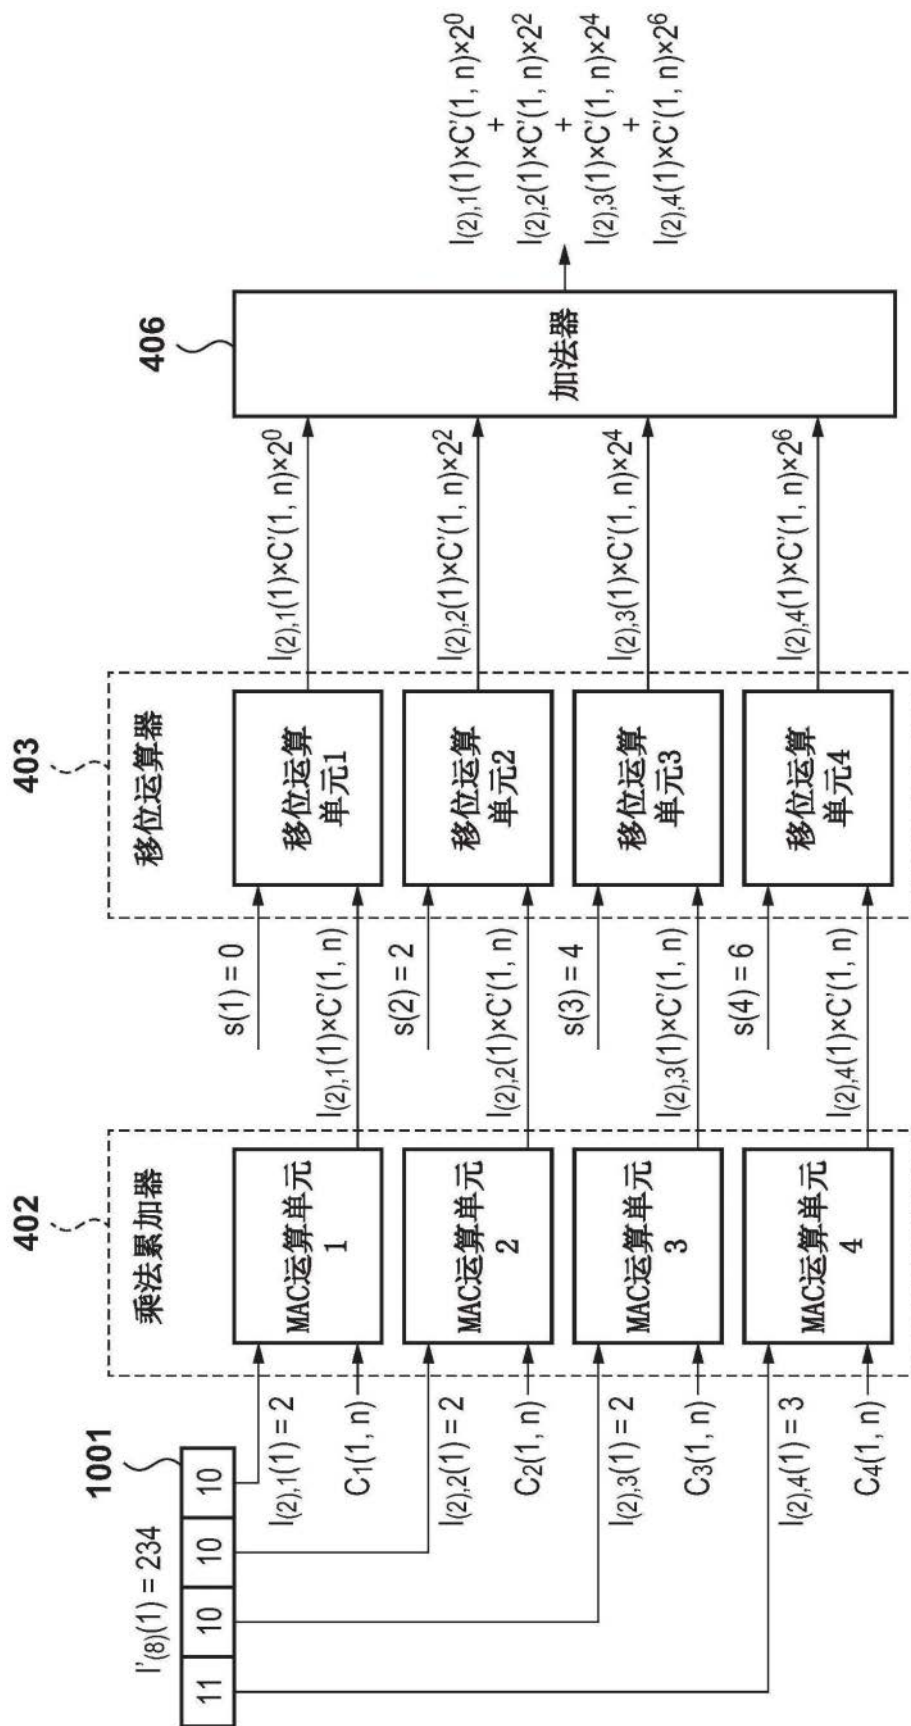 I'(8)(1) = 234
1001
11 10 10 10
402
乘法累加器
403
移位运算器
406
I(2),1(1) = 2
C1(1, n)
MAC运算单元
1
I(2),1(1)×C'(1, n)
s(1) = 0
移位运算
单元1
I(2),1(1)×C'(1, n)×2^0
I(2),2(1) = 2
C2(1, n)
MAC运算单元
2
I(2),2(1)×C'(1, n)
s(2) = 2
移位运算
单元2
I(2),2(1)×C'(1, n)×2^2
I(2),3(1) = 2
C3(1, n)
MAC运算单元
3
I(2),3(1)×C'(1, n)
s(3) = 4
移位运算
单元3
I(2),3(1)×C'(1, n)×2^4
I(2),4(1) = 3
C4(1, n)
MAC运算单元
4
I(2),4(1)×C'(1, n)
s(4) = 6
移位运算
单元4
I(2),4(1)×C'(1, n)×2^6
加法器
I(2),1(1)×C'(1, n)×2^0
+
I(2),2(1)×C'(1, n)×2^2
+
I(2),3(1)×C'(1, n)×2^4
+
I(2),4(1)×C'(1, n)×2^6